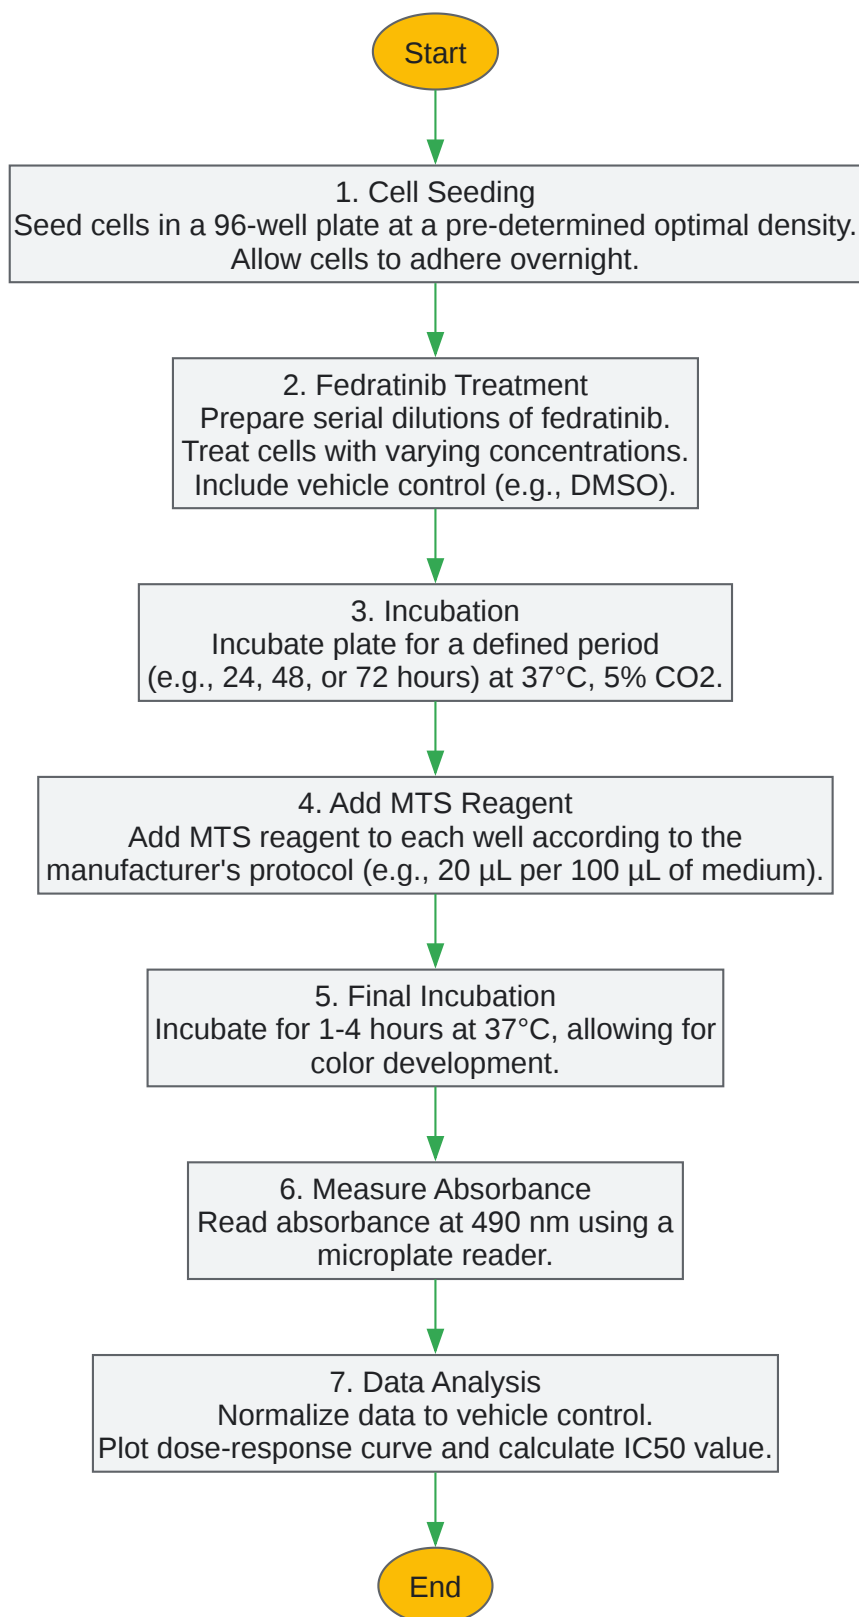 Start
1. Cell Seeding
Seed cells in a 96-well plate at a pre-determined optimal density.
Allow cells to adhere overnight.
2. Fedratinib Treatment
Prepare serial dilutions of fedratinib.
Treat cells with varying concentrations.
Include vehicle control (e.g., DMSO).
3. Incubation
Incubate plate for a defined period
(e.g., 24, 48, or 72 hours) at 37°C, 5% CO2.
4. Add MTS Reagent
Add MTS reagent to each well according to the
manufacturer's protocol (e.g., 20 µL per 100 µL of medium).
5. Final Incubation
Incubate for 1-4 hours at 37°C, allowing for
color development.
6. Measure Absorbance
Read absorbance at 490 nm using a
microplate reader.
7. Data Analysis
Normalize data to vehicle control.
Plot dose-response curve and calculate IC50 value.
End